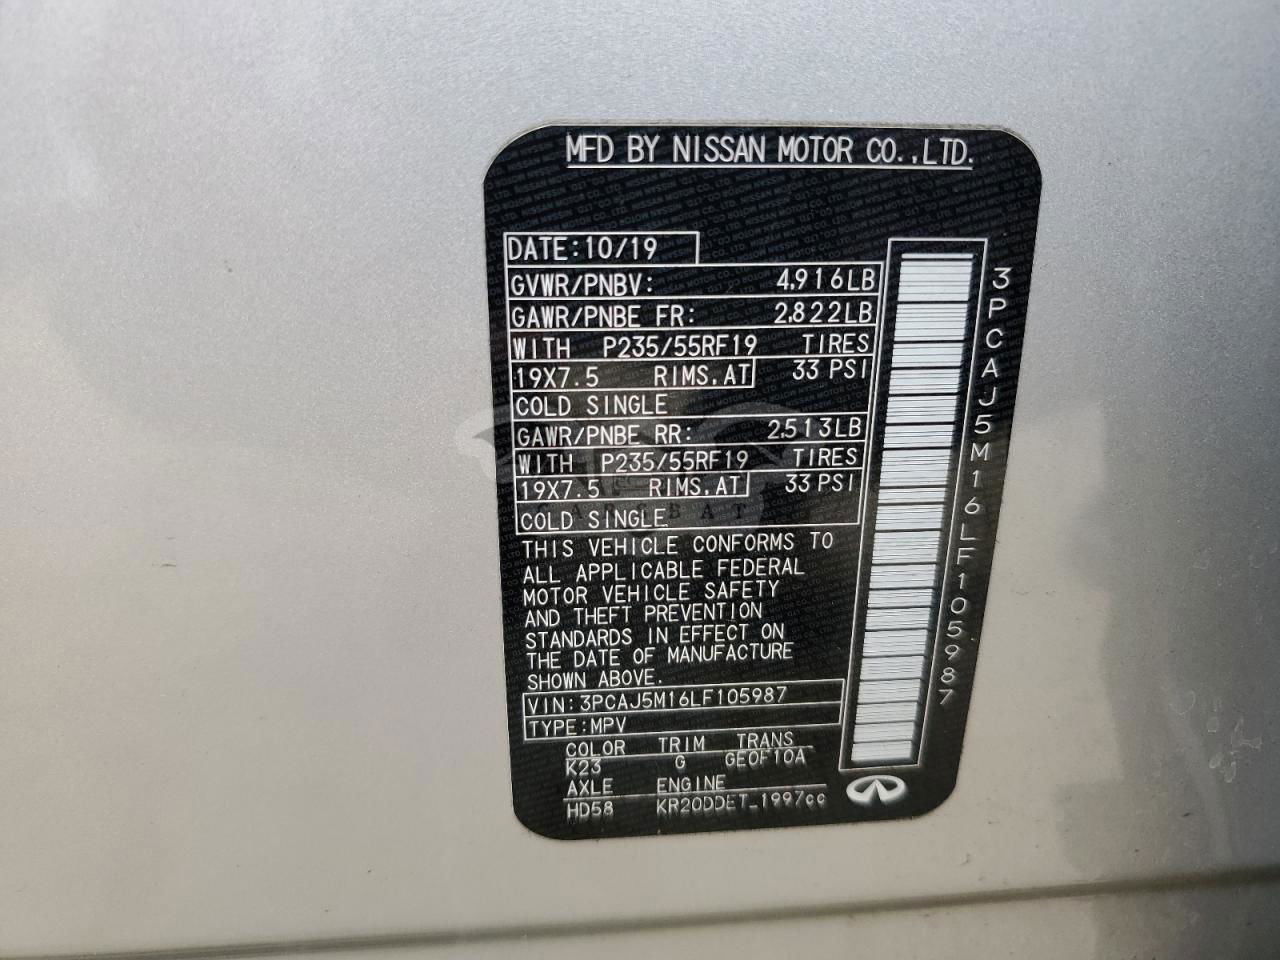 MFD BY NISSAN MOTOR CO.,LTD.
DATE:10/19
GVWR/PNBV: 4,916LB
GAWR/PNBE FR: 2,822LB
WITH P235/55RF19 TIRES
19X7.5 RIMS.AT 33 PSI
COLD SINGLE
GAWR/PNBE RR: 2,513LB
WITH P235/55RF19 TIRES
19X7.5 RIMS.AT 33 PSI
COLD SINGLE
THIS VEHICLE CONFORMS TO
ALL APPLICABLE FEDERAL
MOTOR VEHICLE SAFETY
AND THEFT PREVENTION
STANDARDS IN EFFECT ON
THE DATE OF MANUFACTURE
SHOWN ABOVE.
VIN:3PCAJ5M16LF105987
TYPE:MPV
COLOR TRIM TRANS
K23 G GE0F10A
AXLE ENGINE
HD58 KR20DDET_1997cc
3PCAJ5M16LF105987